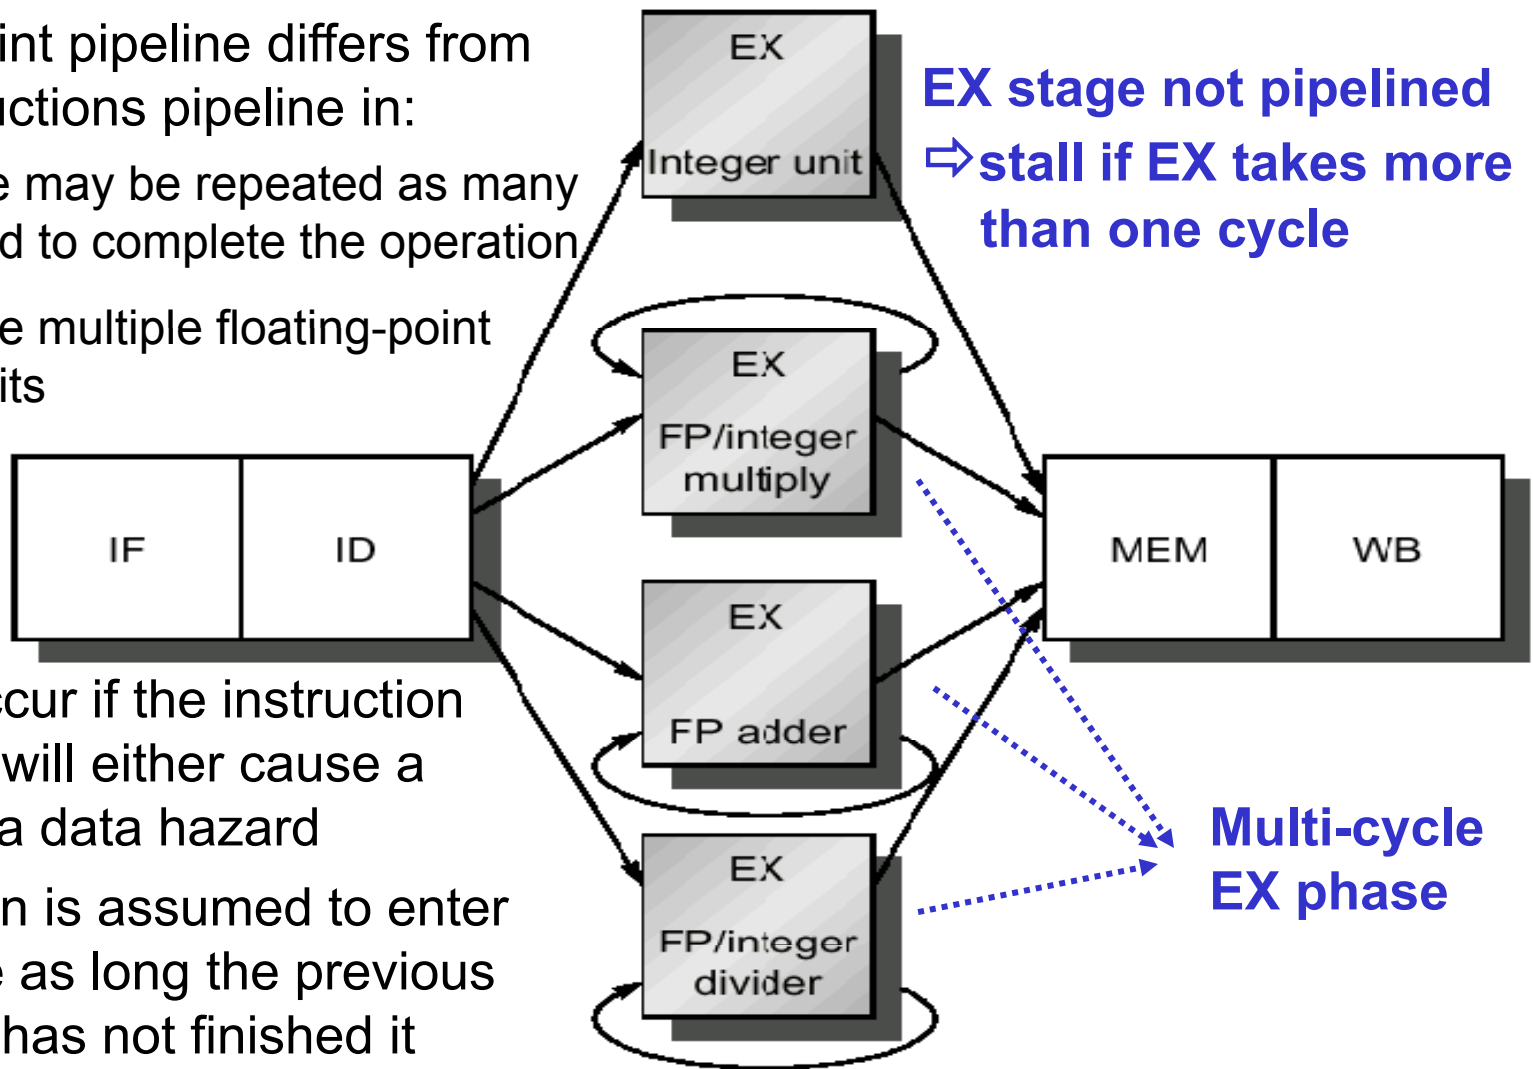 int pipeline differs from
uctions pipeline in:
e may be repeated as many
d to complete the operation
e multiple floating-point
its
EX
Integer unit
EX stage not pipelined
⇨stall if EX takes more
than one cycle
EX
FP/integer
multiply
IF
ID
MEM
WB
EX
FP adder
ccur if the instruction
will either cause a
a data hazard
n is assumed to enter
e as long the previous
has not finished it
EX
FP/integer
divider
Multi-cycle
EX phase